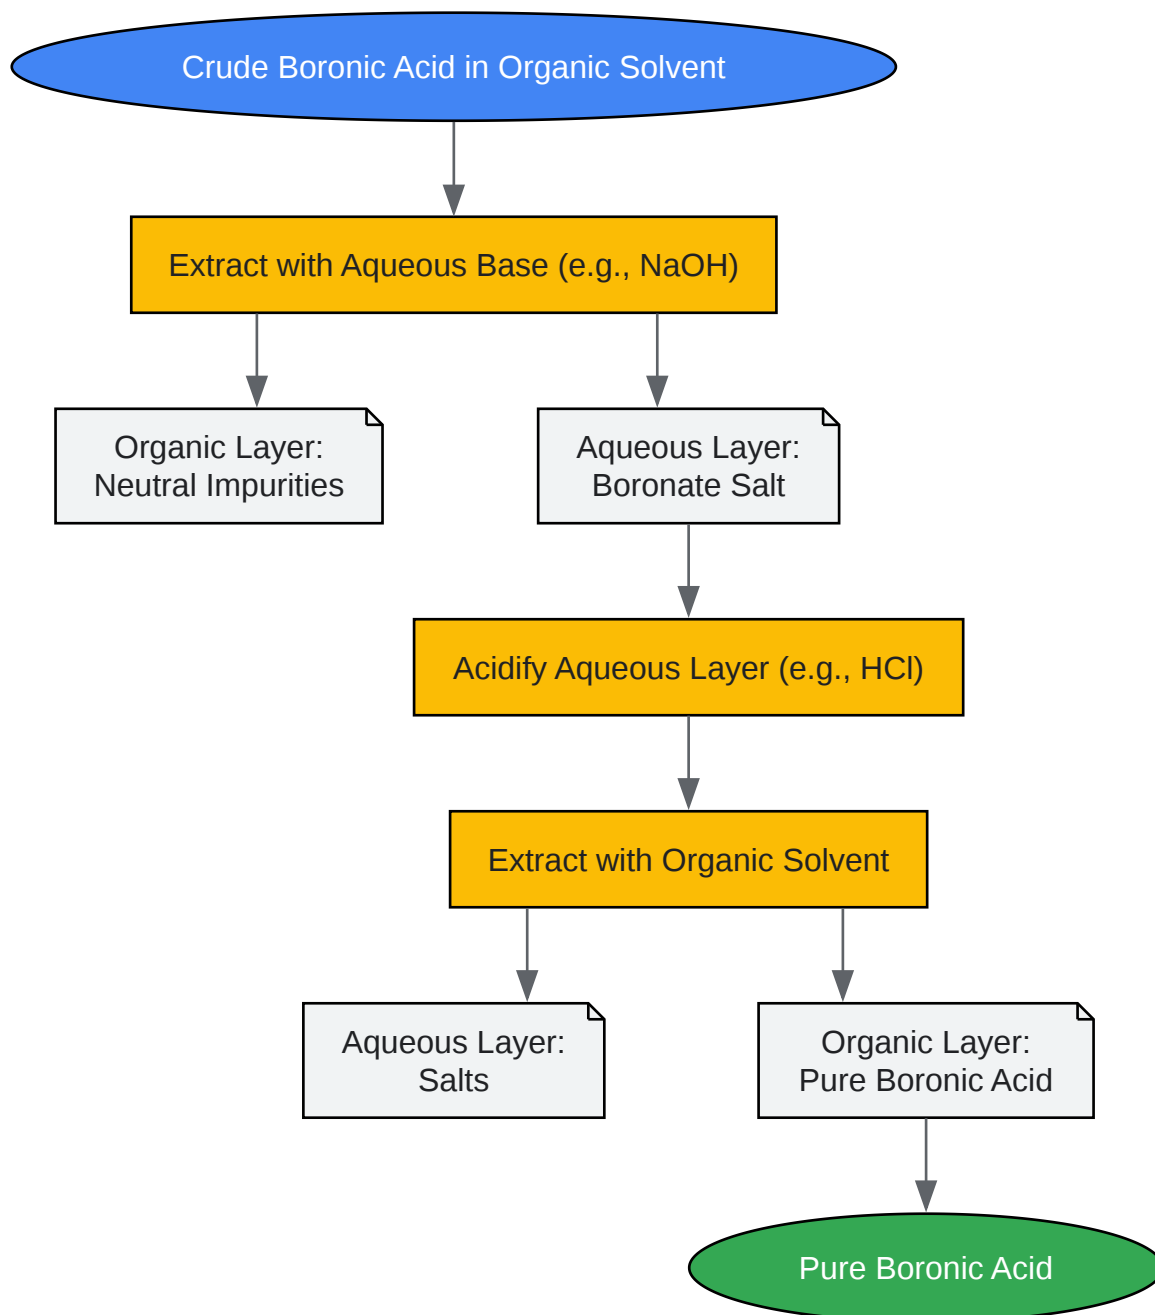 Crude Boronic Acid in Organic Solvent
Extract with Aqueous Base (e.g., NaOH)
Organic Layer:
Neutral Impurities
Aqueous Layer:
Boronate Salt
Acidify Aqueous Layer (e.g., HCl)
Extract with Organic Solvent
Aqueous Layer:
Salts
Organic Layer:
Pure Boronic Acid
Pure Boronic Acid